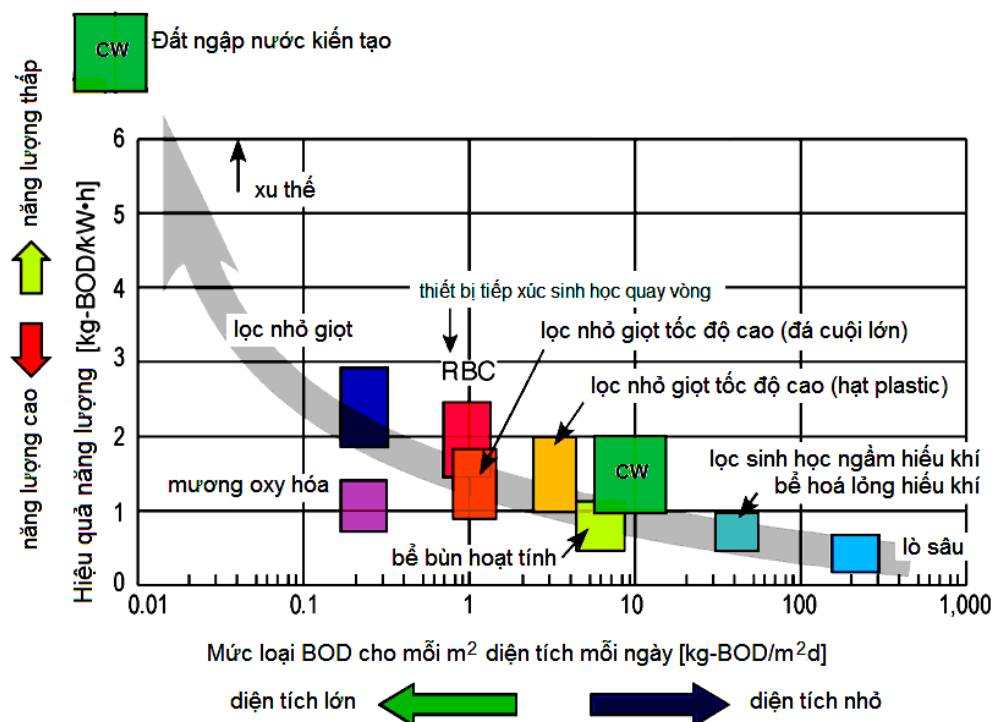 CW
Đất ngập nước kiến tạo
năng lượng thấp
năng lượng cao
Hiệu quả năng lượng [kg-BOD/kW•h]
6
5
4
3
2
1
0
xu thế
thiết bị tiếp xúc sinh học quay vòng
lọc nhỏ giọt
lọc nhỏ giọt tốc độ cao (đá cuội lớn)
RBC
lọc nhỏ giọt tốc độ cao (hạt plastic)
CW
lọc sinh học ngầm hiếu khí
bể hoá lỏng hiếu khí
mương oxy hóa
bể bùn hoạt tính
lò sâu
0.01
0.1
1
10
100
1,000
Mức loại BOD cho mỗi m² diện tích mỗi ngày [kg-BOD/m²d]
diện tích lớn
diện tích nhỏ